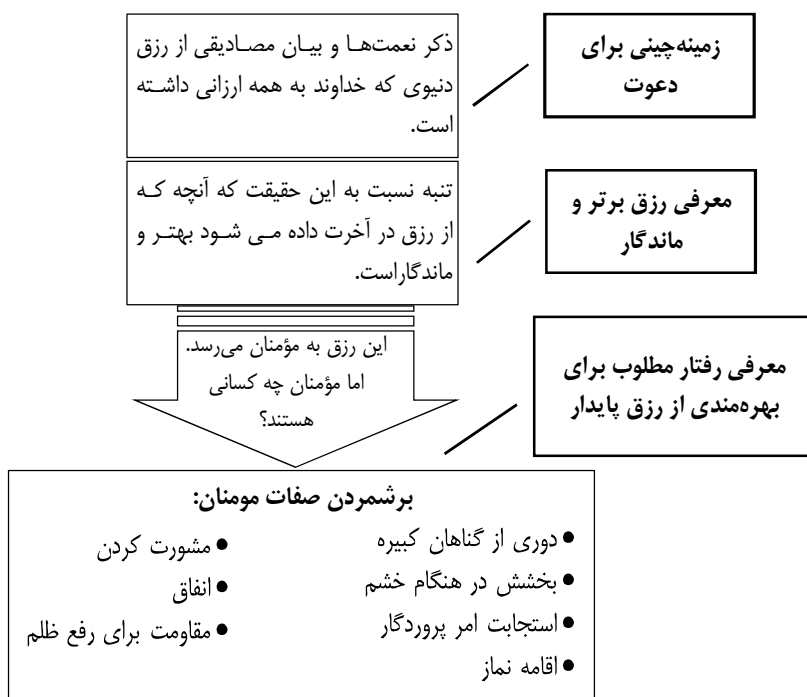 زمینه‌چینی برای
دعوت
ذکر نعمت‌ها و بیان مصادیقی از رزق
دنیوی که خداوند به همه ارزانی داشته
است.
معرفی رزق برتر و
ماندگار
تنبه نسبت به این حقیقت که آنچه که
از رزق در آخرت داده می شود بهتر و
ماندگاراست.
معرفی رفتار مطلوب برای
بهره‌مندی از رزق پایدار
این رزق به مؤمنان می‌رسد.
اما مؤمنان چه کسانی
هستند؟
برشمردن صفات مومنان:
• دوری از گناهان کبیره
• بخشش در هنگام خشم
• استجابت امر پروردگار
• اقامه نماز
• مشورت کردن
• انفاق
• مقاومت برای رفع ظلم